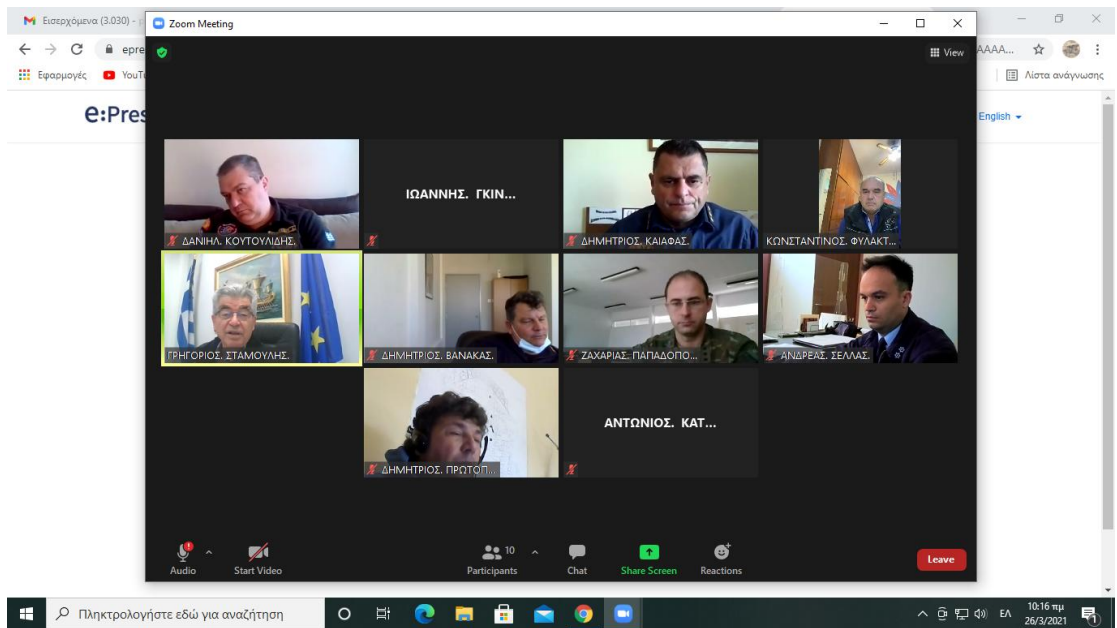 Εισερχόμενα (3.030) -
Zoom Meeting
epre
AAAA...
View
Εφαρμογές
Λίστα ανάγνωσης
e:Pres
English
ΙΩΑΝΝΗΣ. ΓΚΙΝ...
ΔΑΝΙΗΛ. ΚΟΥΤΟΥΛΙΔΗΣ.
ΔΗΜΗΤΡΙΟΣ. ΚΑΙΑΦΑΣ.
ΚΩΝΣΤΑΝΤΙΝΟΣ. ΦΥΛΑΚΤ...
ΓΡΗΓΟΡΙΟΣ. ΣΤΑΜΟΥΛΗΣ.
ΔΗΜΗΤΡΙΟΣ. ΒΑΝΑΚΑΣ.
ΖΑΧΑΡΙΑΣ. ΠΑΠΑΔΟΠΟ...
ΑΝΔΡΕΑΣ. ΣΕΛΛΑΣ.
ΑΝΤΩΝΙΟΣ. ΚΑΤ...
ΔΗΜΗΤΡΙΟΣ. ΠΡΩΤΟΠ...
Audio
Start Video
10
Participants
Chat
Share Screen
Reactions
Leave
Πληκτρολογήστε εδώ για αναζήτηση
ΕΛ
10:16 πμ
26/3/2021